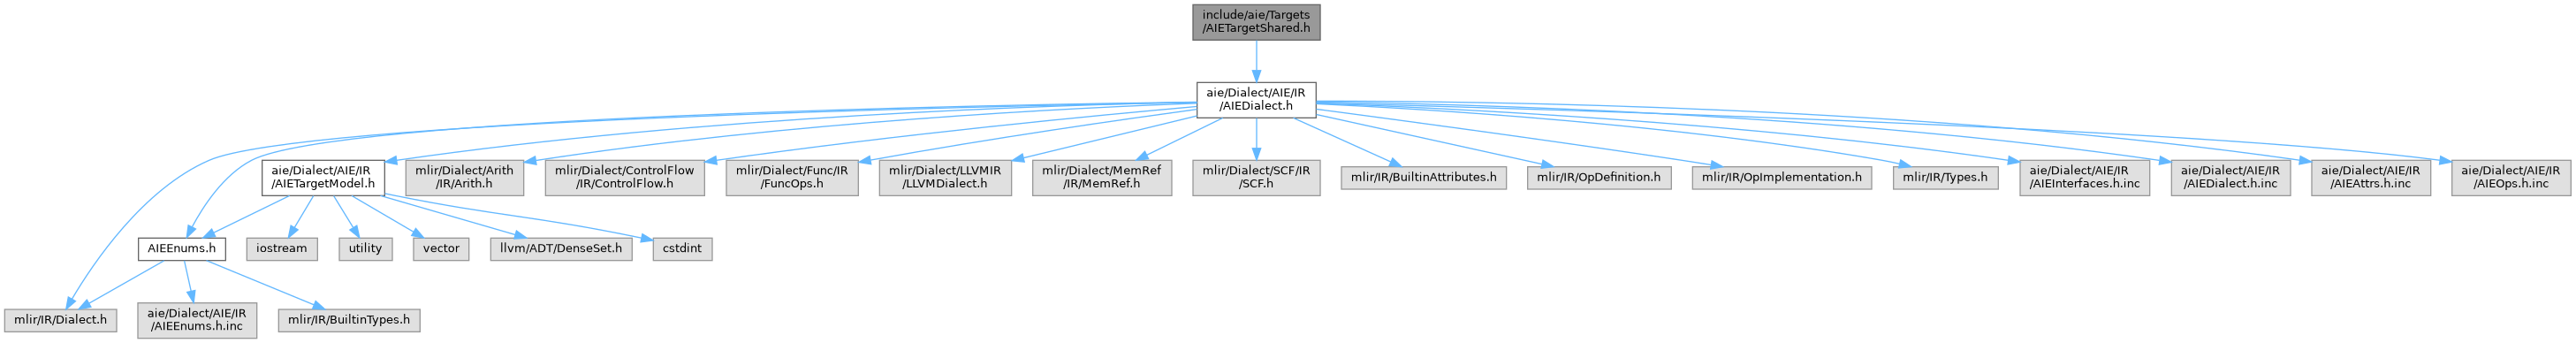 include/aie/Targets
/AIETargetShared.h
aie/Dialect/AIE/IR
/AIEDialect.h
aie/Dialect/AIE/IR
/AIETargetModel.h
mlir/Dialect/Arith
/IR/Arith.h
mlir/Dialect/ControlFlow
/IR/ControlFlow.h
mlir/Dialect/Func/IR
/FuncOps.h
mlir/Dialect/LLVMIR
/LLVMDialect.h
mlir/Dialect/MemRef
/IR/MemRef.h
mlir/Dialect/SCF/IR
/SCF.h
mlir/IR/BuiltinAttributes.h
mlir/IR/OpDefinition.h
mlir/IR/OpImplementation.h
mlir/IR/Types.h
aie/Dialect/AIE/IR
/AIEInterfaces.h.inc
aie/Dialect/AIE/IR
/AIEDialect.h.inc
aie/Dialect/AIE/IR
/AIEAttrs.h.inc
aie/Dialect/AIE/IR
/AIEOps.h.inc
AIEEnums.h
iostream
utility
vector
llvm/ADT/DenseSet.h
cstdint
mlir/IR/Dialect.h
aie/Dialect/AIE/IR
/AIEEnums.h.inc
mlir/IR/BuiltinTypes.h